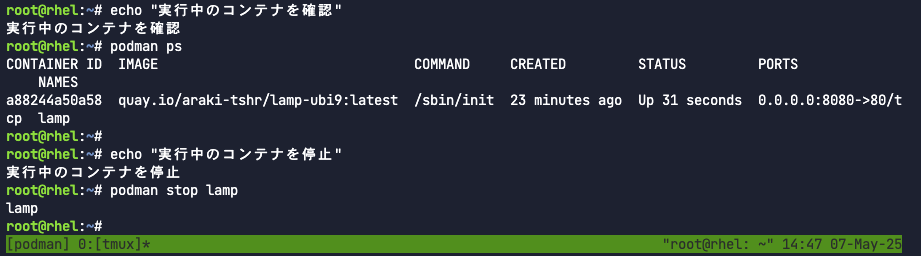 root@rhel:~# echo "実行中のコンテナを確認"
実行中のコンテナを確認
root@rhel:~# podman ps
CONTAINER ID  IMAGE                               COMMAND     CREATED         STATUS         PORTS
    NAMES
a88244a50a58  quay.io/araki-tshr/lamp-ubi9:latest  /sbin/init  23 minutes ago  Up 31 seconds  0.0.0.0:8080->80/t
cp  lamp
root@rhel:~#
root@rhel:~# echo "実行中のコンテナを停止"
実行中のコンテナを停止
root@rhel:~# podman stop lamp
lamp
root@rhel:~#
[podman] 0:[tmux]* "root@rhel: ~" 14:47 07-May-25